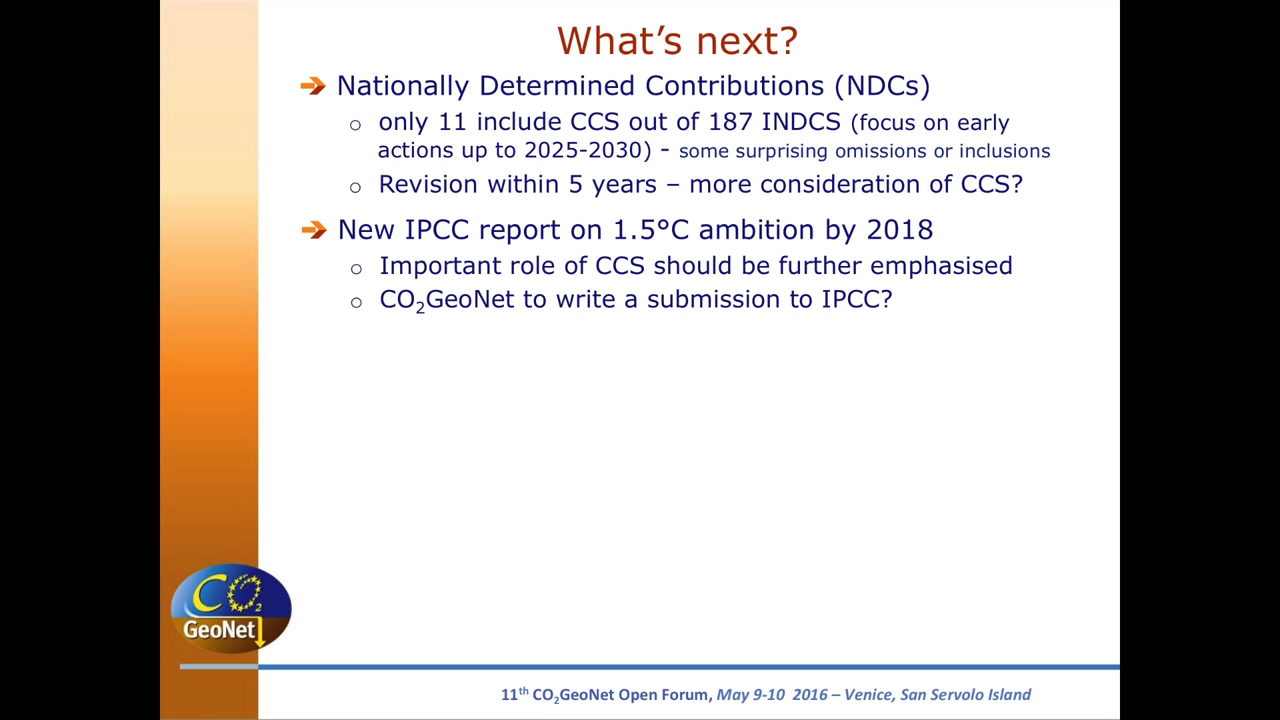 What’s next?
Nationally Determined Contributions (NDCs)
o only 11 include CCS out of 187 INDCS (focus on early
actions up to 2025-2030) - some surprising omissions or inclusions
o Revision within 5 years – more consideration of CCS?
New IPCC report on 1.5°C ambition by 2018
o Important role of CCS should be further emphasised
o CO₂GeoNet to write a submission to IPCC?
CO₂
GeoNet
11th CO₂GeoNet Open Forum, May 9-10 2016 – Venice, San Servolo Island